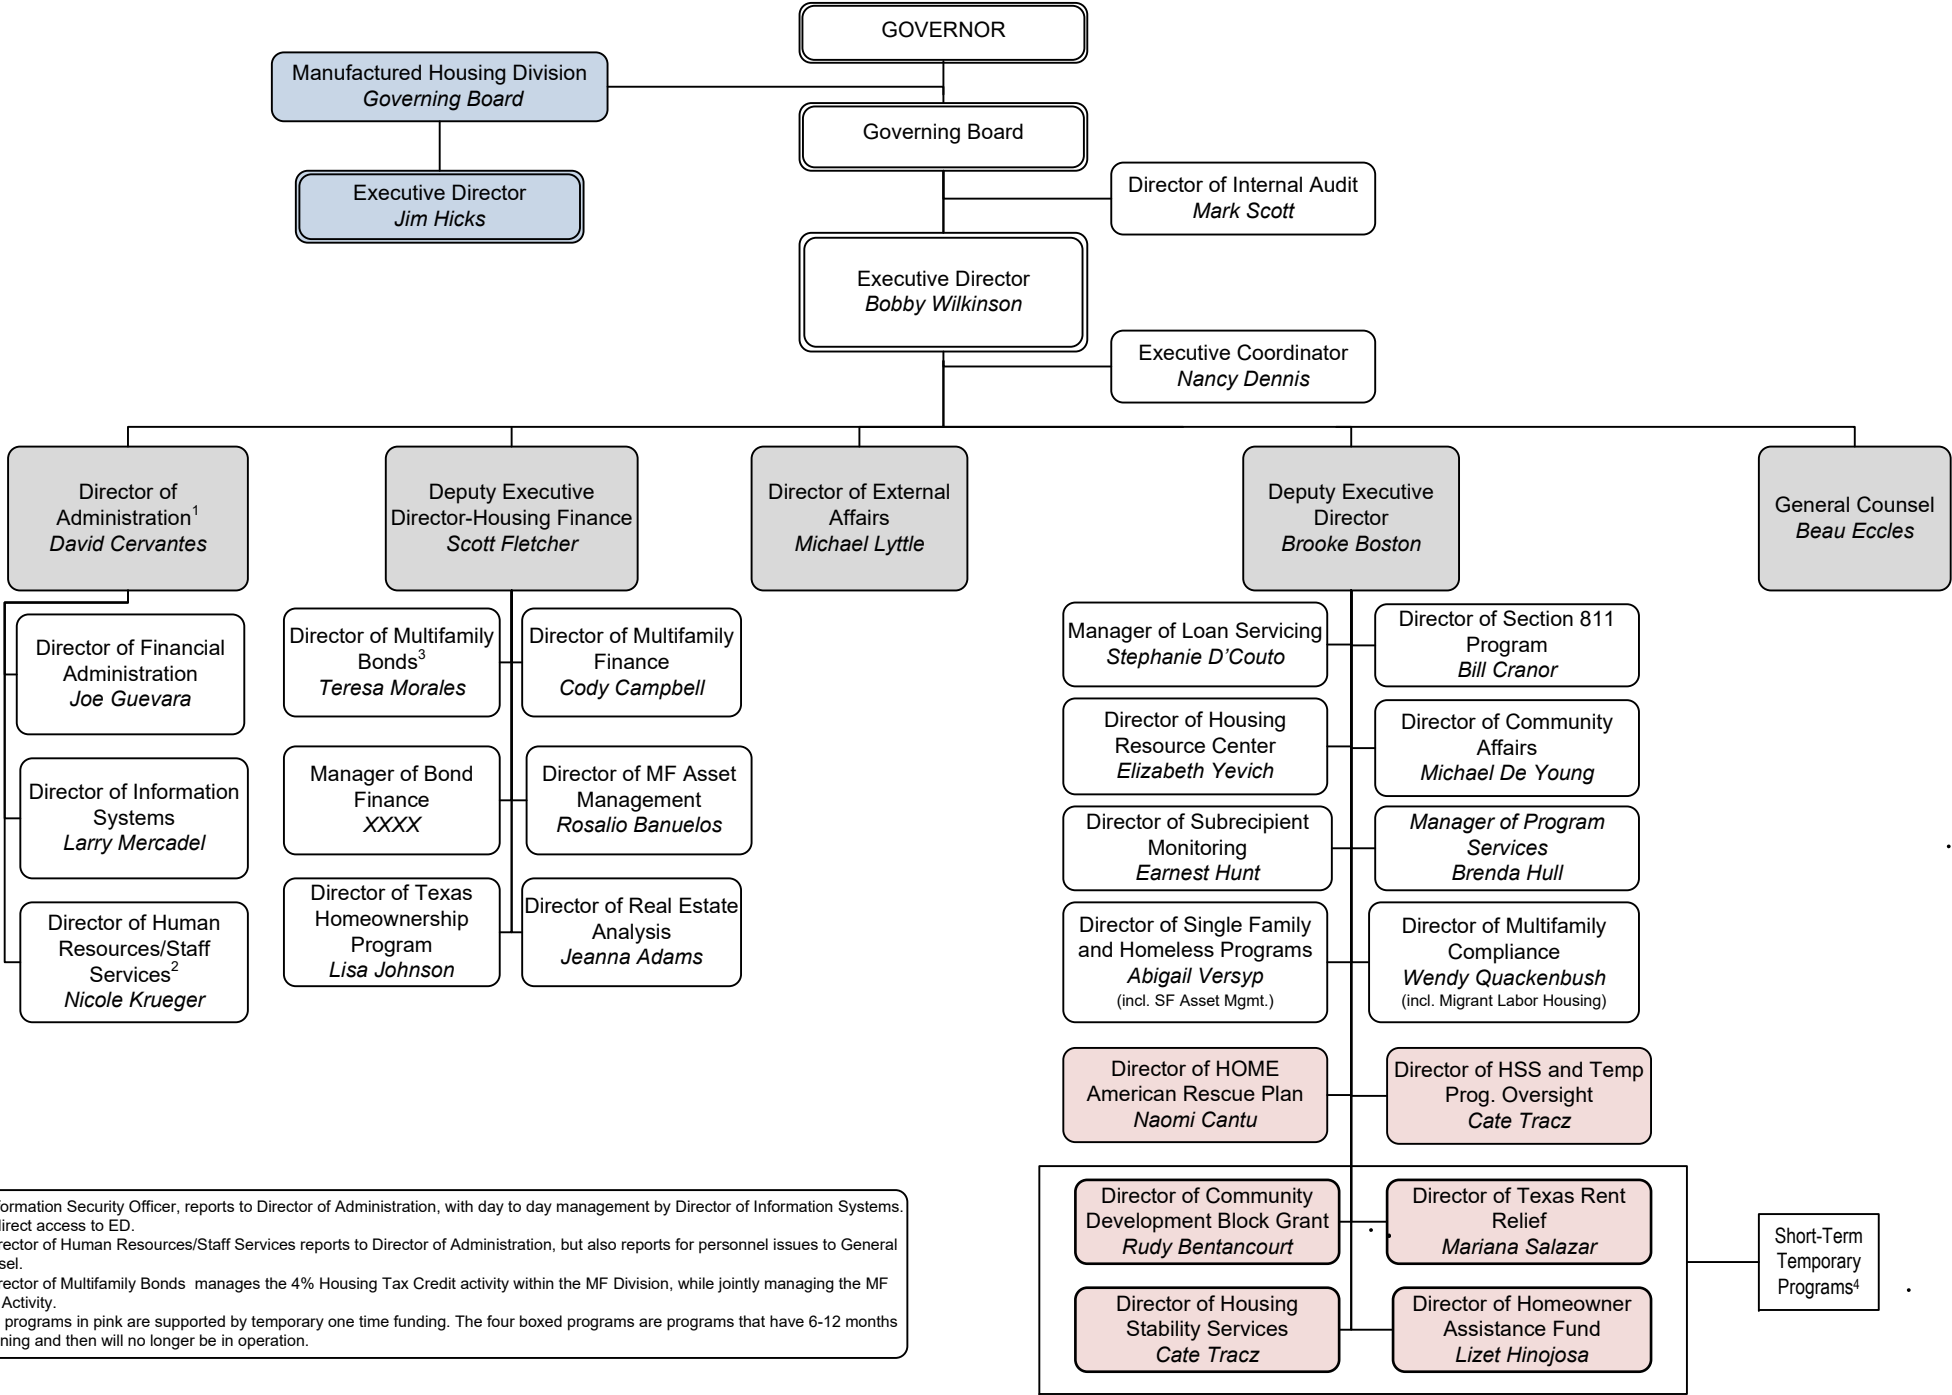 GOVERNOR
Manufactured Housing Division
Governing Board
Governing Board
Executive Director
Jim Hicks
Director of Internal Audit
Mark Scott
Executive Director
Bobby Wilkinson
Executive Coordinator
Nancy Dennis
Director of
Administration¹
David Cervantes
Deputy Executive
Director-Housing Finance
Scott Fletcher
Director of External
Affairs
Michael Lyttle
Deputy Executive
Director
Brooke Boston
General Counsel
Beau Eccles
Director of Financial
Administration
Joe Guevara
Director of Information
Systems
Larry Mercadel
Director of Human
Resources/Staff
Services²
Nicole Krueger
Director of Multifamily
Bonds³
Teresa Morales
Director of Multifamily
Finance
Cody Campbell
Manager of Bond
Finance
XXXX
Director of MF Asset
Management
Rosalio Banuelos
Director of Texas
Homeownership
Program
Lisa Johnson
Director of Real Estate
Analysis
Jeanna Adams
Manager of Loan Servicing
Stephanie D’Couto
Director of Section 811
Program
Bill Cranor
Director of Housing
Resource Center
Elizabeth Yevich
Director of Community
Affairs
Michael De Young
Director of Subrecipient
Monitoring
Earnest Hunt
Manager of Program
Services
Brenda Hull
Director of Single Family
and Homeless Programs
Abigail Versyp
(incl. SF Asset Mgmt.)
Director of Multifamily
Compliance
Wendy Quackenbush
(incl. Migrant Labor Housing)
Director of HOME
American Rescue Plan
Naomi Cantu
Director of HSS and Temp
Prog. Oversight
Cate Tracz
Director of Community
Development Block Grant
Rudy Bentancourt
Director of Texas Rent
Relief
Mariana Salazar
Director of Housing
Stability Services
Cate Tracz
Director of Homeowner
Assistance Fund
Lizet Hinojosa
Short-Term
Temporary
Programs⁴
formation Security Officer, reports to Director of Administration, with day to day management by Director of Information Systems.
direct access to ED.
rector of Human Resources/Staff Services reports to Director of Administration, but also reports for personnel issues to General
sel.
rector of Multifamily Bonds manages the 4% Housing Tax Credit activity within the MF Division, while jointly managing the MF
Activity.
programs in pink are supported by temporary one time funding. The four boxed programs are programs that have 6-12 months
ning and then will no longer be in operation.